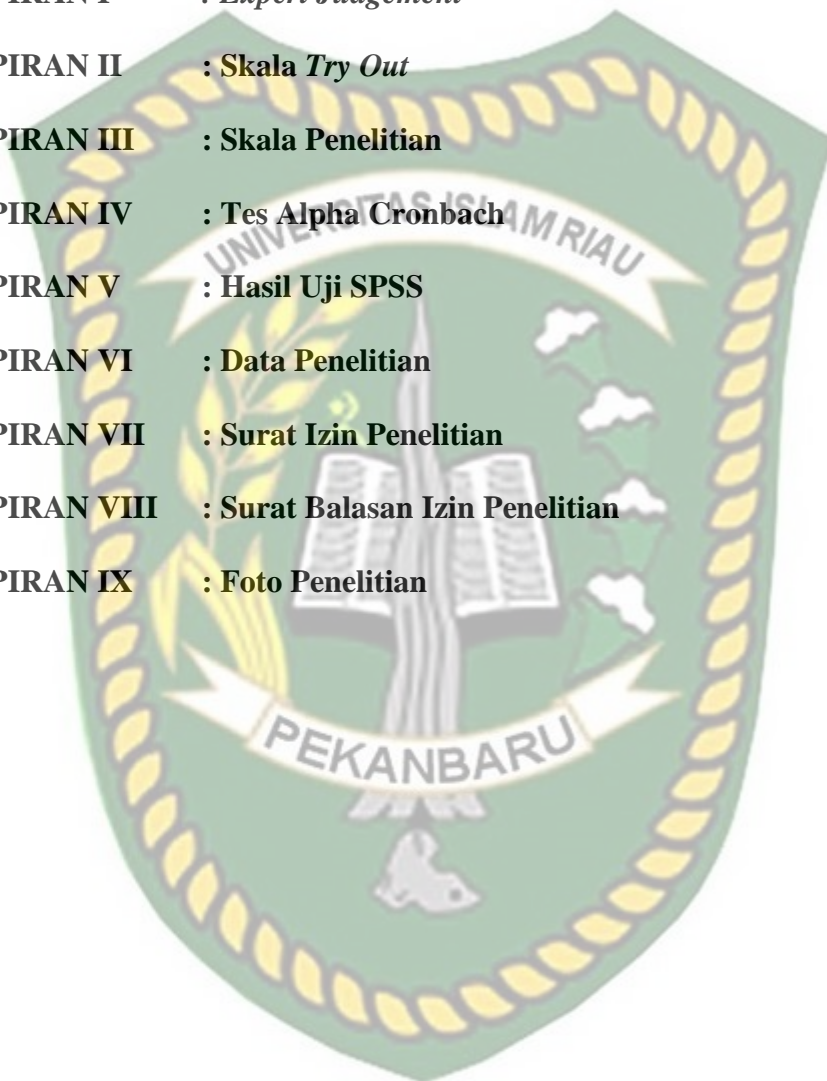 PIRAN I : Expert Judgement
PIRAN II : Skala Try Out
PIRAN III : Skala Penelitian
PIRAN IV : Tes Alpha Cronbach
PIRAN V : Hasil Uji SPSS
PIRAN VI : Data Penelitian
PIRAN VII : Surat Izin Penelitian
PIRAN VIII : Surat Balasan Izin Penelitian
PIRAN IX : Foto Penelitian
UNIVERSITAS ISLAM RIAU
PEKANBARU